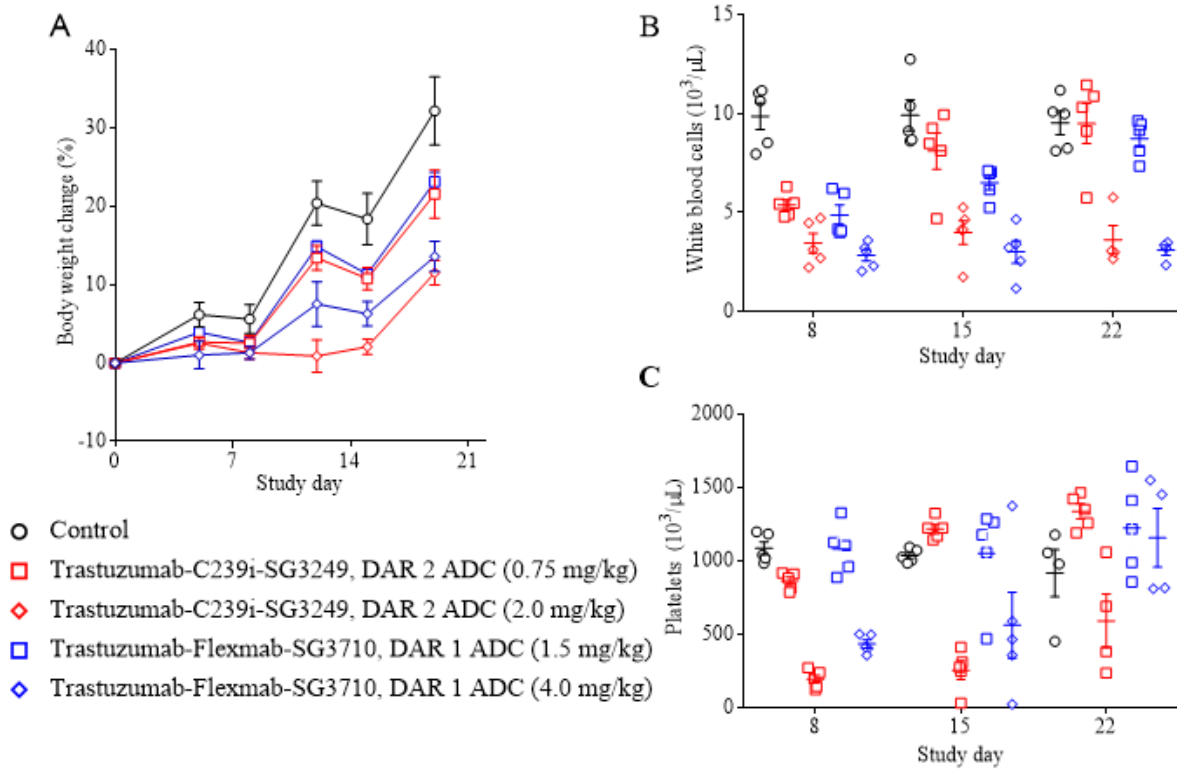 A
Body weight change (%)
40
30
20
10
0
-10
0
7
14
21
Study day
B
White blood cells (10³/µL)
15
10
5
0
8
15
22
Study day
C
Platelets (10³/µL)
2000
1500
1000
500
0
8
15
22
Study day
Control
Trastuzumab-C239i-SG3249, DAR 2 ADC (0.75 mg/kg)
Trastuzumab-C239i-SG3249, DAR 2 ADC (2.0 mg/kg)
Trastuzumab-Flexmab-SG3710, DAR 1 ADC (1.5 mg/kg)
Trastuzumab-Flexmab-SG3710, DAR 1 ADC (4.0 mg/kg)